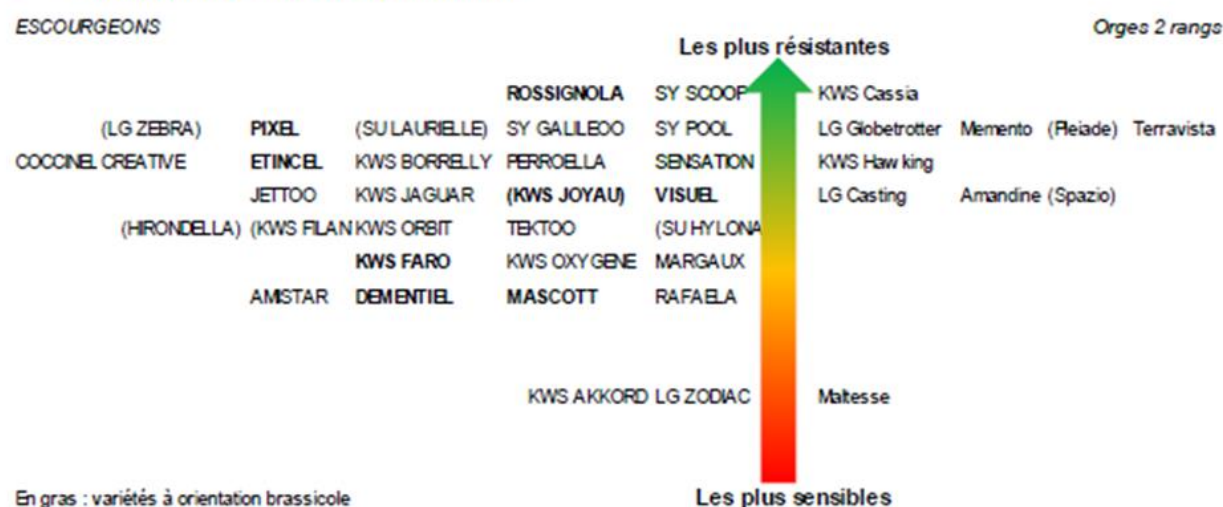 ESCOURGEONS Orges 2 rangs
Les plus résistantes
ROSSIGNOLA SY SCOOP KWS Cassia
(LG ZEBRA) PIXEL (SU LAURIELLE) SY GALILEOO SY POOL LG Globetrotter Memento (Pleiade) Terravista
COCCINEL CREATIVE ETINCEL KWS BORRELLY PERROELLA SENSATION KWS Hawking
JETTOO KWS JAGUAR (KWS JOYAU) VISUEL LG Casting Amandine (Spazio)
(HIRONDELLA) (KWS FILAN KWS ORBIT TEKTOO (SU HYLONA
KWS FARO KWS OXYGENE MARGAUX
AMISTAR DEMENTIEL MASCOTT RAFAELA
KWS AKKORD LG ZODIAC Maltesse
En gras : variétés à orientation brassicole Les plus sensibles